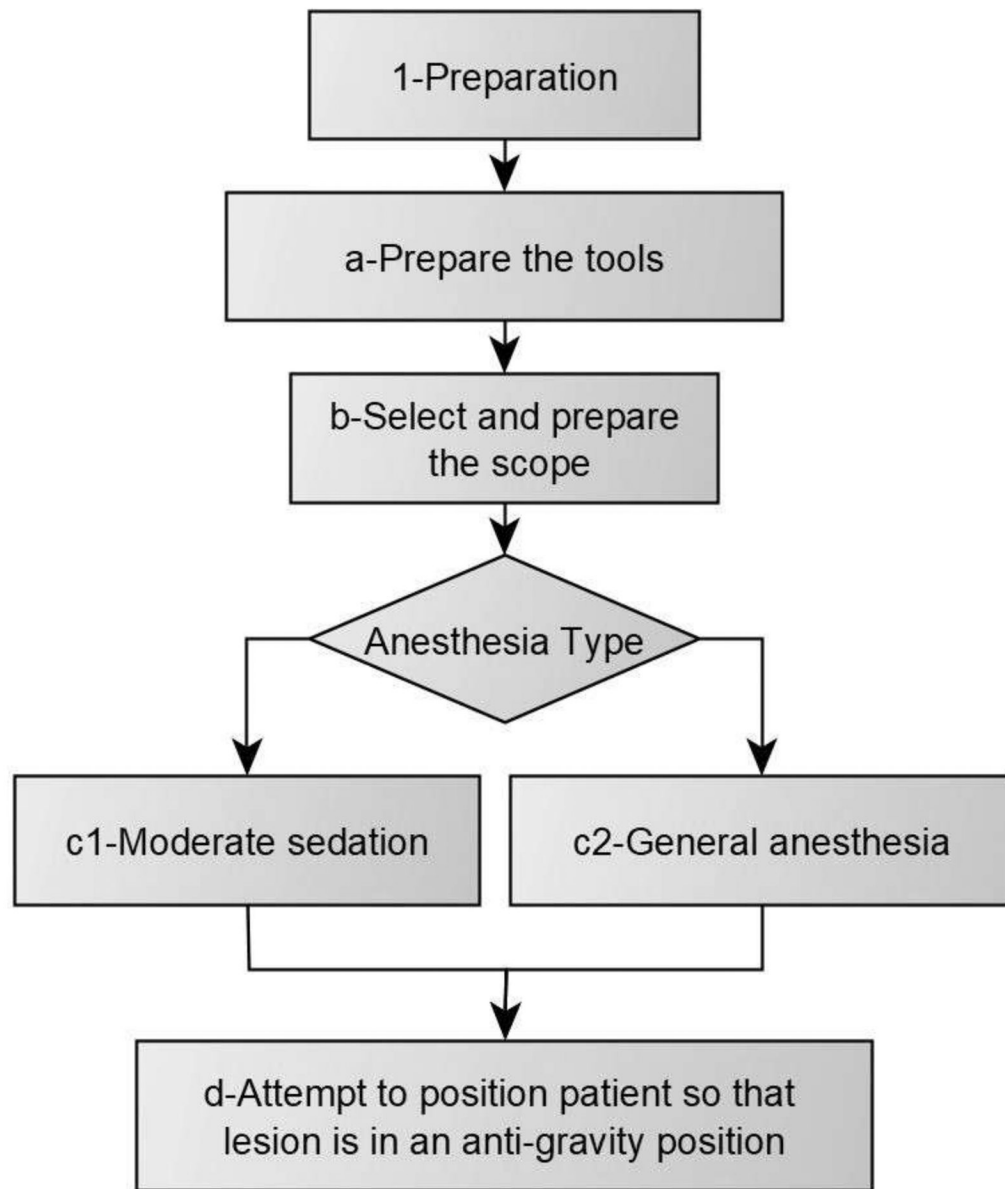 1-Preparation
a-Prepare the tools
b-Select and prepare
the scope
Anesthesia Type
c1-Moderate sedation
c2-General anesthesia
d-Attempt to position patient so that
lesion is in an anti-gravity position